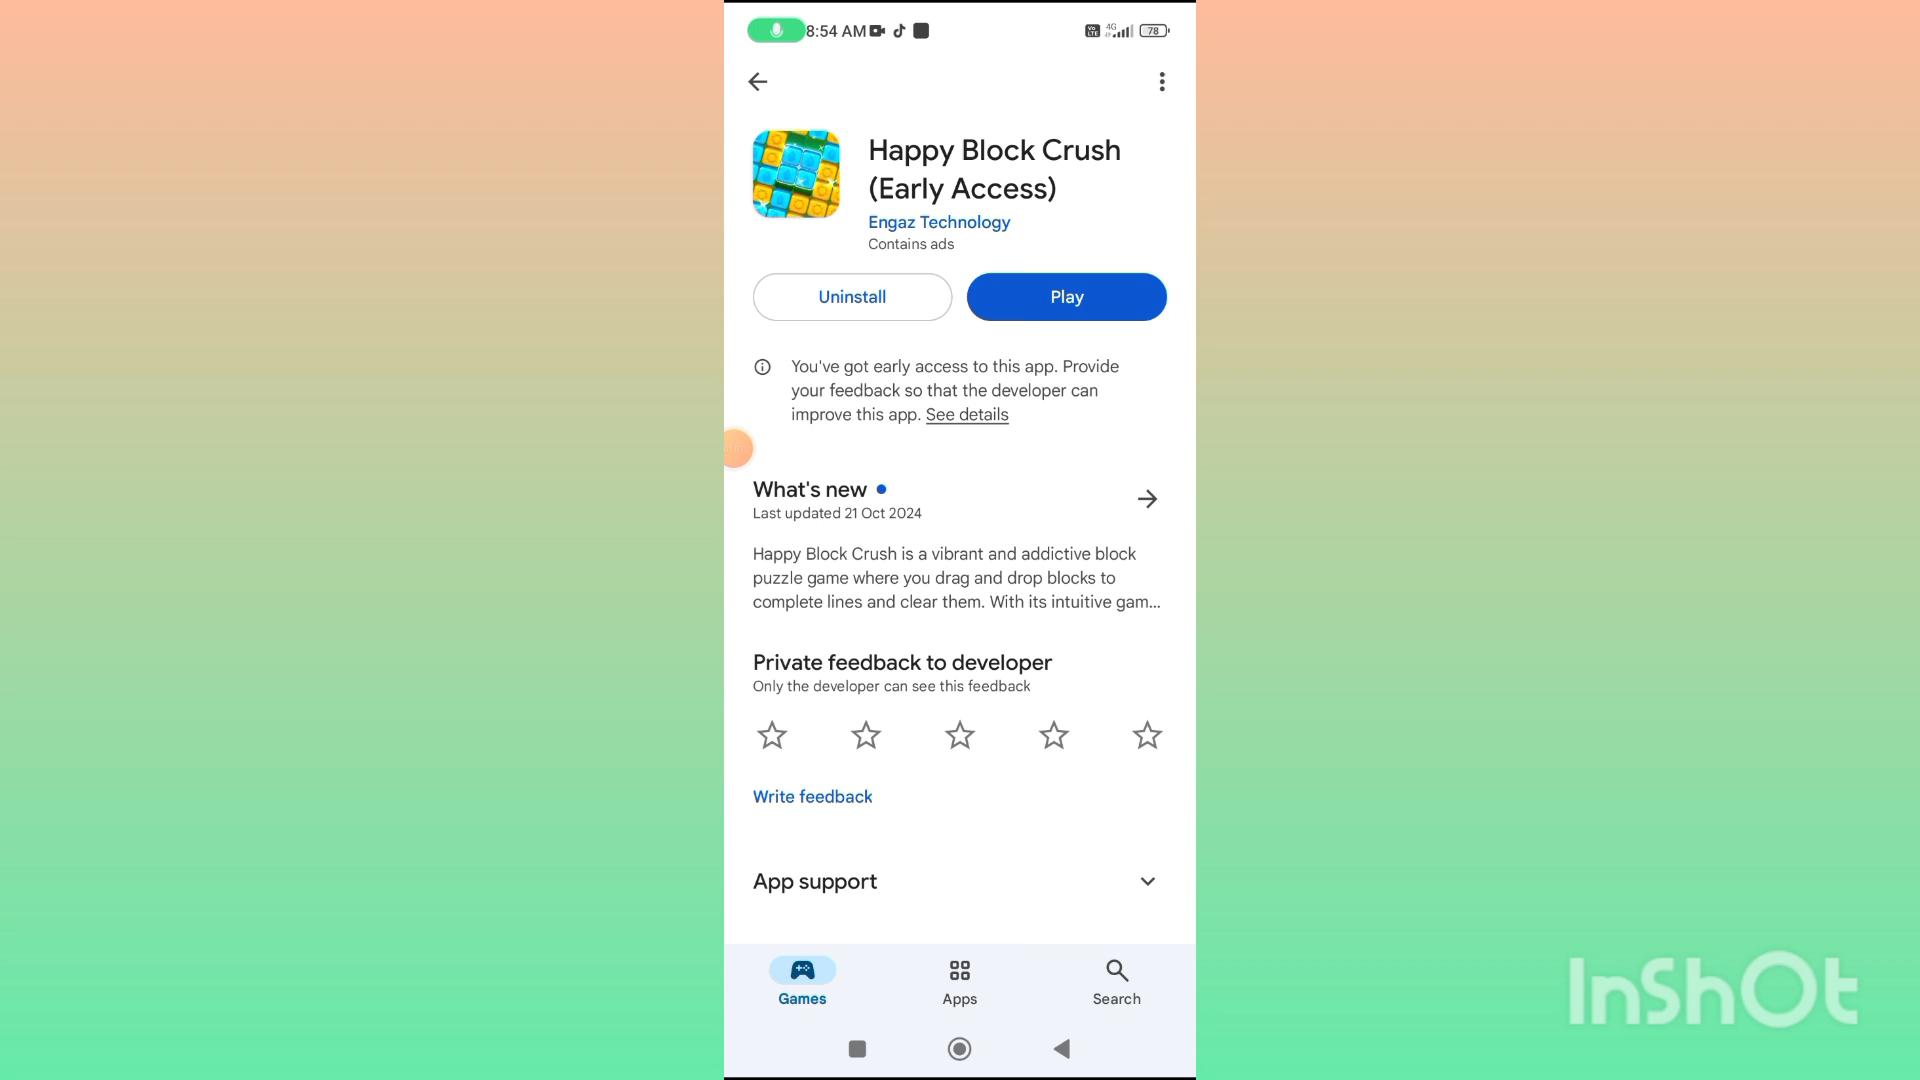 8:54 AM
4G
78
Happy Block Crush
(Early Access)
Engaz Technology
Contains ads
Uninstall
Play
You've got early access to this app. Provide
your feedback so that the developer can
improve this app. See details
What's new
Last updated 21 Oct 2024
Happy Block Crush is a vibrant and addictive block
puzzle game where you drag and drop blocks to
complete lines and clear them. With its intuitive gam...
Private feedback to developer
Only the developer can see this feedback
Write feedback
App support
Games
Apps
Search
InShOt